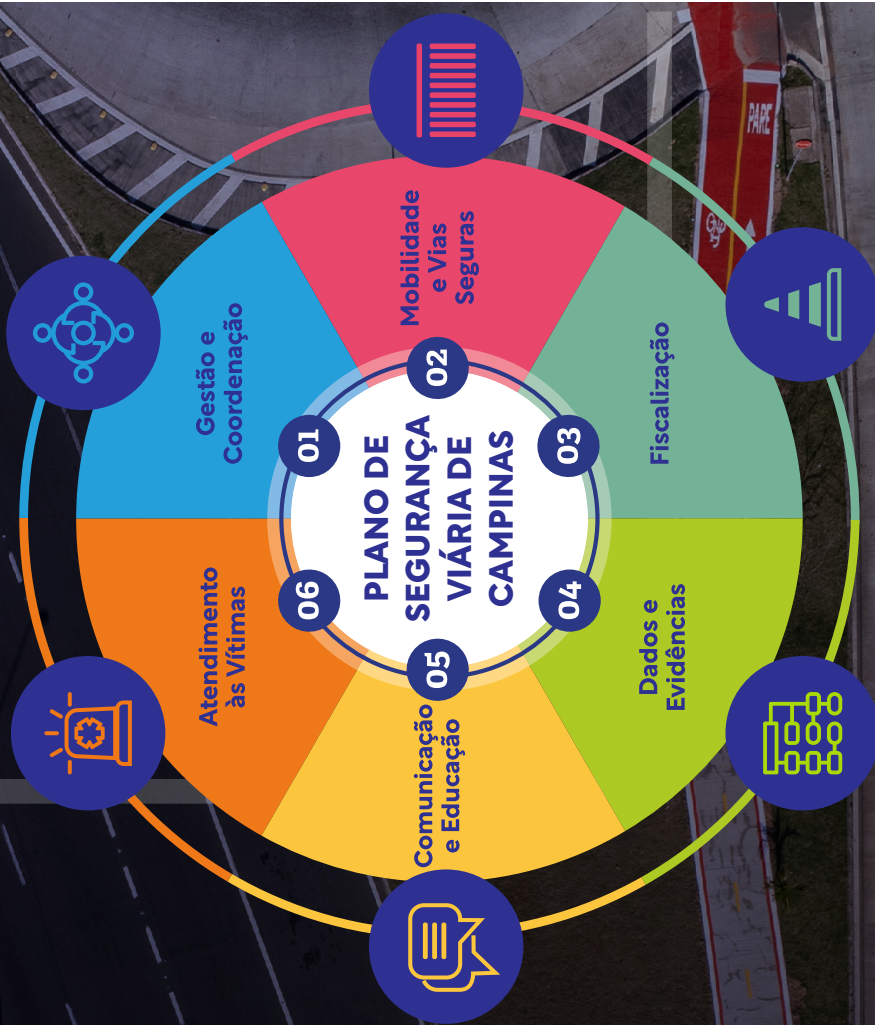 PLANO DE
SEGURANÇA
VIÁRIA DE
CAMPINAS
01
Gestão e
Coordenação
02
Mobilidade
e Vias
Seguras
03
Fiscalização
04
Dados e
Evidências
05
Comunicação
e Educação
06
Atendimento
às Vítimas
PARE